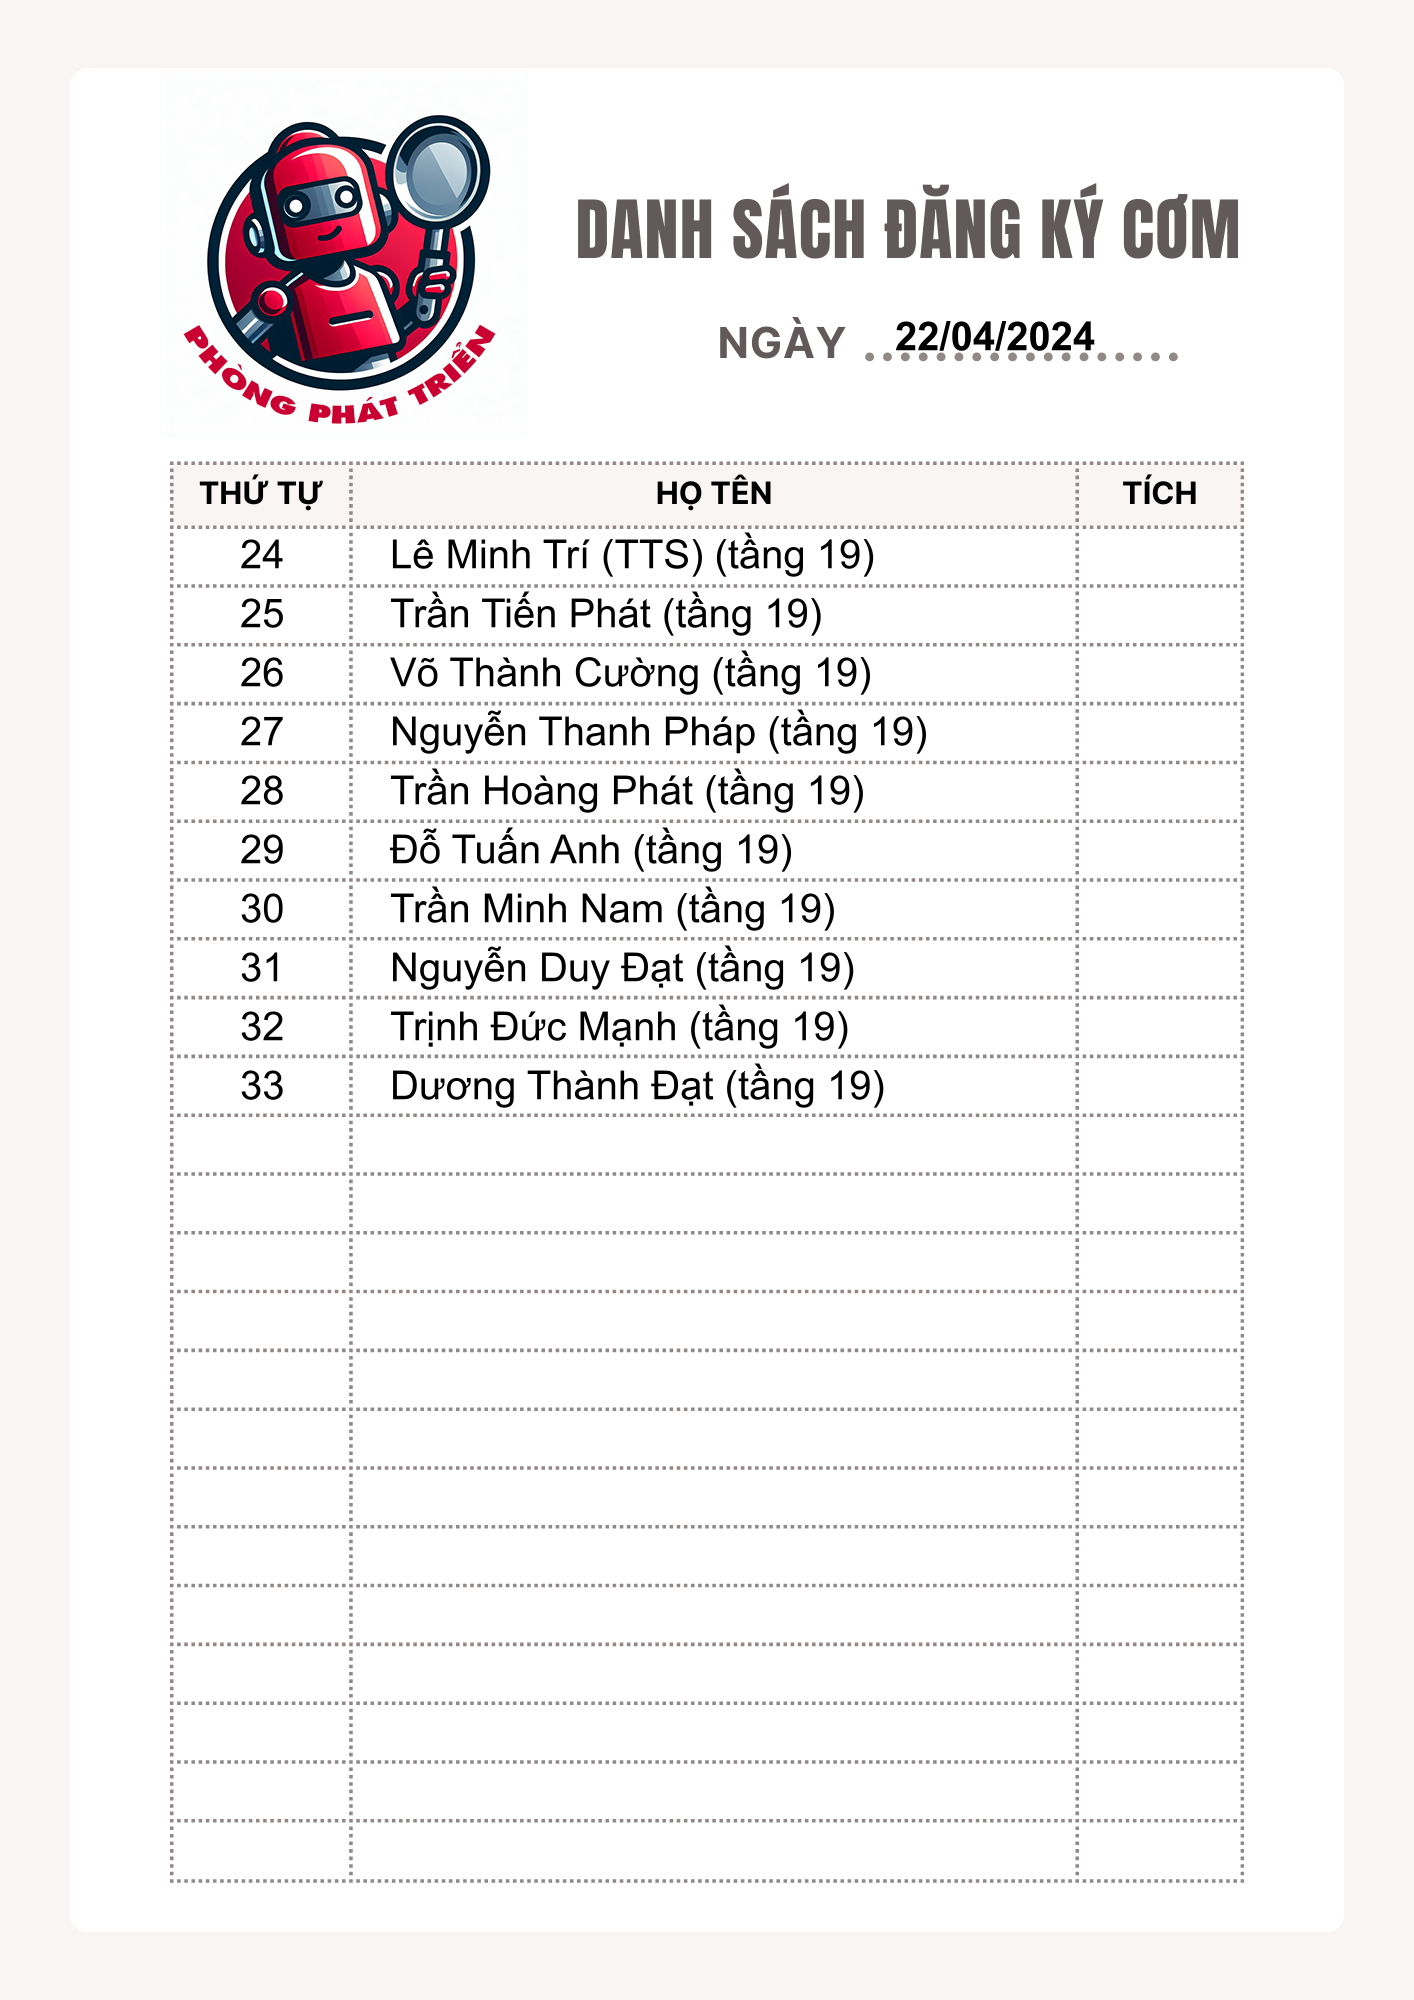 DANH SÁCH ĐĂNG KÝ CƠM
NGÀY 22/04/2024
PHÒNG PHÁT TRIỂN
THỨ TỰ HỌ TÊN TÍCH
24 Lê Minh Trí (TTS) (tầng 19)
25 Trần Tiến Phát (tầng 19)
26 Võ Thành Cường (tầng 19)
27 Nguyễn Thanh Pháp (tầng 19)
28 Trần Hoàng Phát (tầng 19)
29 Đỗ Tuấn Anh (tầng 19)
30 Trần Minh Nam (tầng 19)
31 Nguyễn Duy Đạt (tầng 19)
32 Trịnh Đức Mạnh (tầng 19)
33 Dương Thành Đạt (tầng 19)